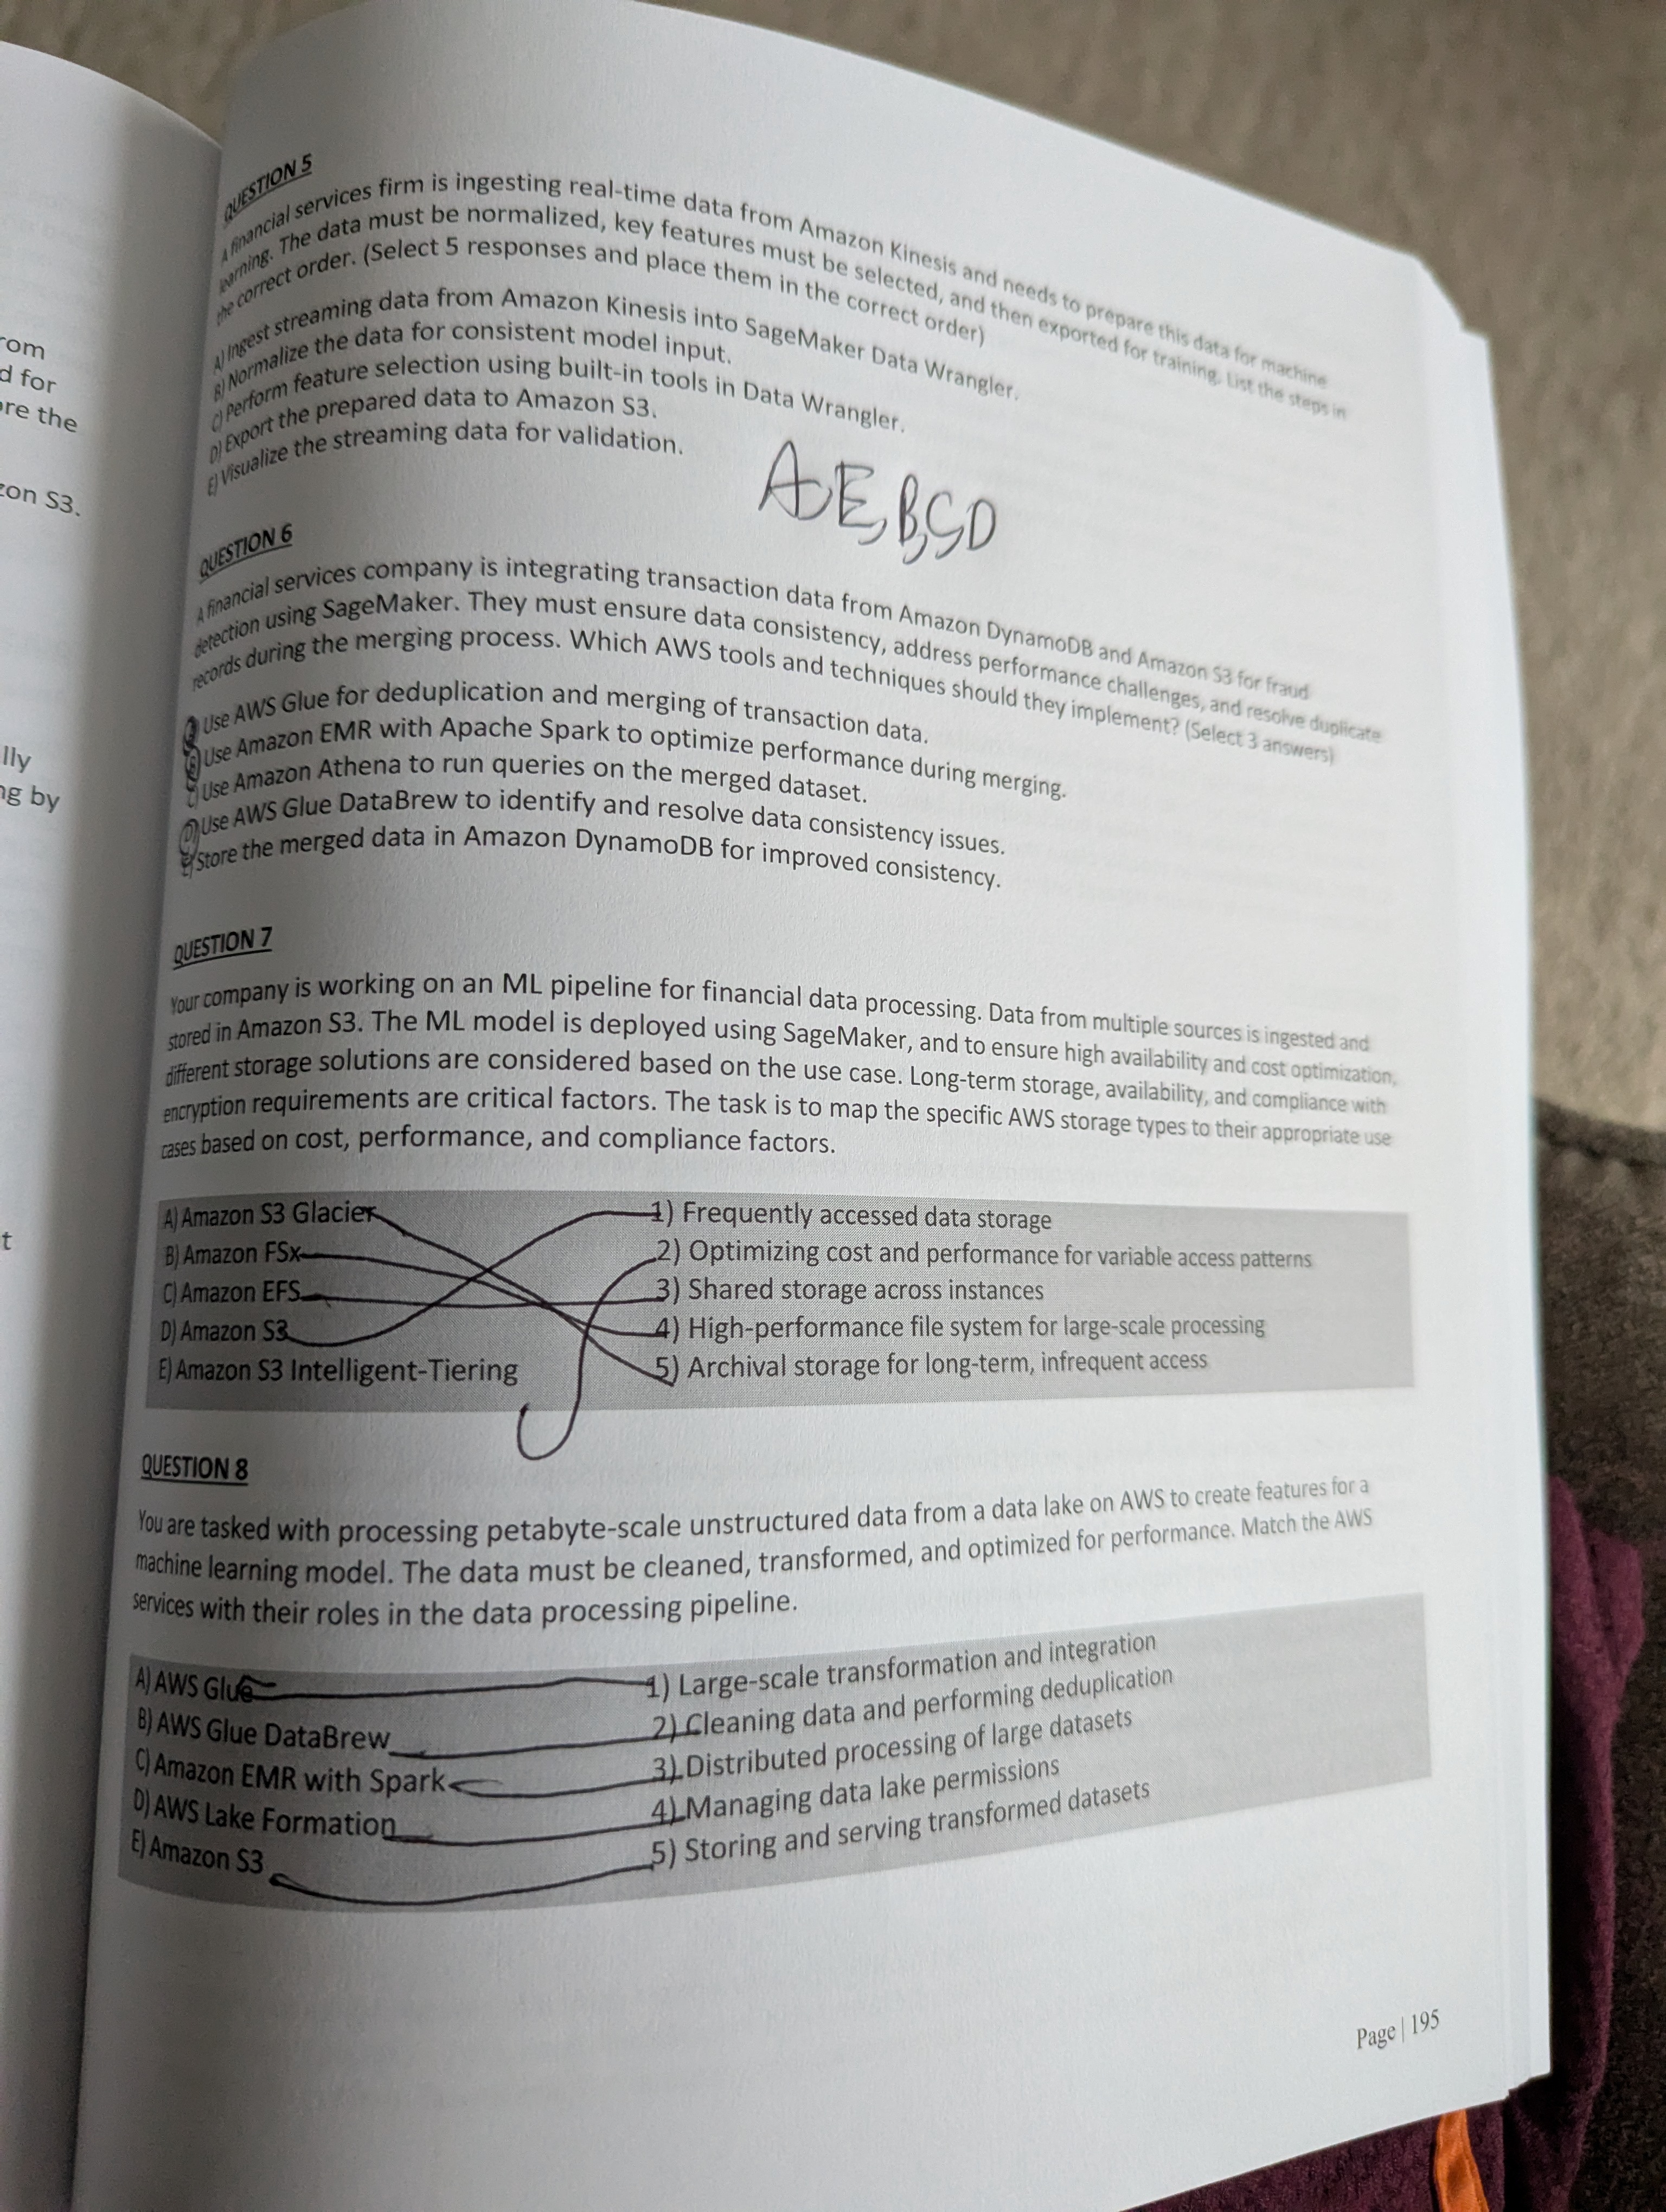 rom
d for
ore the
zon S3.
lly
ng by
t
QUESTION 5
A financial services firm is ingesting real-time data from Amazon Kinesis and needs to prepare this data for machine
learning. The data must be normalized, key features must be selected, and then exported for training. List the steps in
the correct order. (Select 5 responses and place them in the correct order)
A) Ingest streaming data from Amazon Kinesis into SageMaker Data Wrangler.
B) Normalize the data for consistent model input.
C) Perform feature selection using built-in tools in Data Wrangler.
D) Export the prepared data to Amazon S3.
E) Visualize the streaming data for validation.
A,E,B,C,D
QUESTION 6
A financial services company is integrating transaction data from Amazon DynamoDB and Amazon S3 for fraud
detection using SageMaker. They must ensure data consistency, address performance challenges, and resolve duplicate
records during the merging process. Which AWS tools and techniques should they implement? (Select 3 answers)
A) Use AWS Glue for deduplication and merging of transaction data.
B) Use Amazon EMR with Apache Spark to optimize performance during merging.
C) Use Amazon Athena to run queries on the merged dataset.
D) Use AWS Glue DataBrew to identify and resolve data consistency issues.
E) Store the merged data in Amazon DynamoDB for improved consistency.
QUESTION 7
Your company is working on an ML pipeline for financial data processing. Data from multiple sources is ingested and
stored in Amazon S3. The ML model is deployed using SageMaker, and to ensure high availability and cost optimization,
different storage solutions are considered based on the use case. Long-term storage, availability, and compliance with
encryption requirements are critical factors. The task is to map the specific AWS storage types to their appropriate use
cases based on cost, performance, and compliance factors.
A) Amazon S3 Glacier 1) Frequently accessed data storage
B) Amazon FSx 2) Optimizing cost and performance for variable access patterns
C) Amazon EFS 3) Shared storage across instances
D) Amazon S3 4) High-performance file system for large-scale processing
E) Amazon S3 Intelligent-Tiering 5) Archival storage for long-term, infrequent access
QUESTION 8
You are tasked with processing petabyte-scale unstructured data from a data lake on AWS to create features for a
machine learning model. The data must be cleaned, transformed, and optimized for performance. Match the AWS
services with their roles in the data processing pipeline.
A) AWS Glue 1) Large-scale transformation and integration
B) AWS Glue DataBrew 2) Cleaning data and performing deduplication
C) Amazon EMR with Spark 3) Distributed processing of large datasets
D) AWS Lake Formation 4) Managing data lake permissions
E) Amazon S3 5) Storing and serving transformed datasets
Page | 195